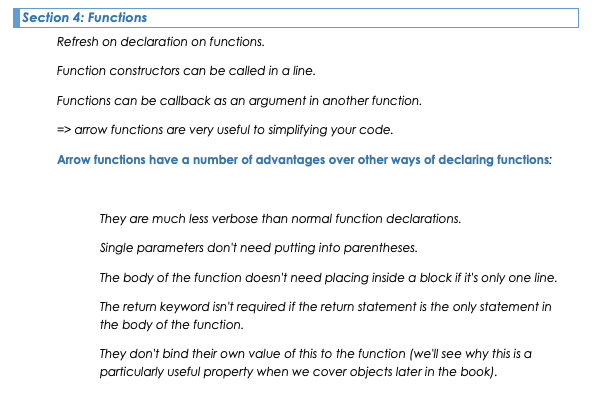 Section 4: Functions
Refresh on declaration on functions.
Function constructors can be called in a line.
Functions can be callback as an argument in another function.
=> arrow functions are very useful to simplifying your code.
Arrow functions have a number of advantages over other ways of declaring functions:
They are much less verbose than normal function declarations.
Single parameters don't need putting into parentheses.
The body of the function doesn't need placing inside a block if it's only one line.
The return keyword isn't required if the return statement is the only statement in
the body of the function.
They don't bind their own value of this to the function (we'll see why this is a
particularly useful property when we cover objects later in the book).